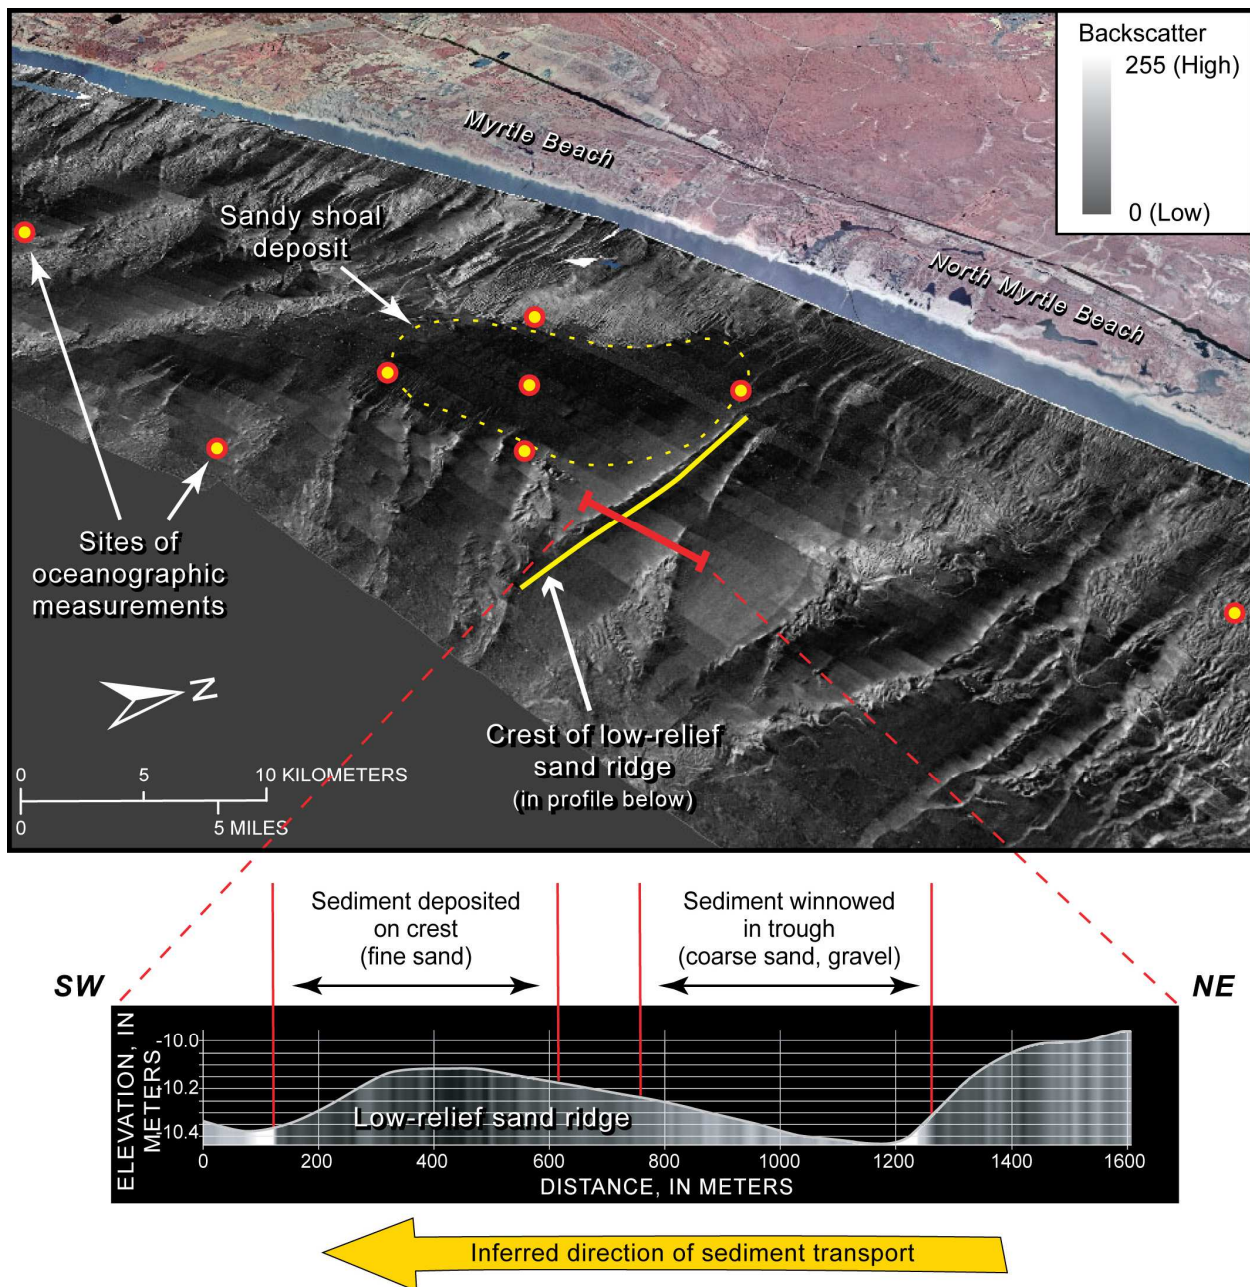 Backscatter
255 (High)
0 (Low)
Myrtle Beach
North Myrtle Beach
Sandy shoal
deposit
Sites of
oceanographic
measurements
N
Crest of low-relief
sand ridge
(in profile below)
0 5 10 KILOMETERS
0 5 MILES
Sediment deposited
on crest
(fine sand)
Sediment winnowed
in trough
(coarse sand, gravel)
SW
NE
ELEVATION, IN
METERS
-10.0
-10.2
-10.4
Low-relief sand ridge
0 200 400 600 800 1000 1200 1400 1600
DISTANCE, IN METERS
Inferred direction of sediment transport